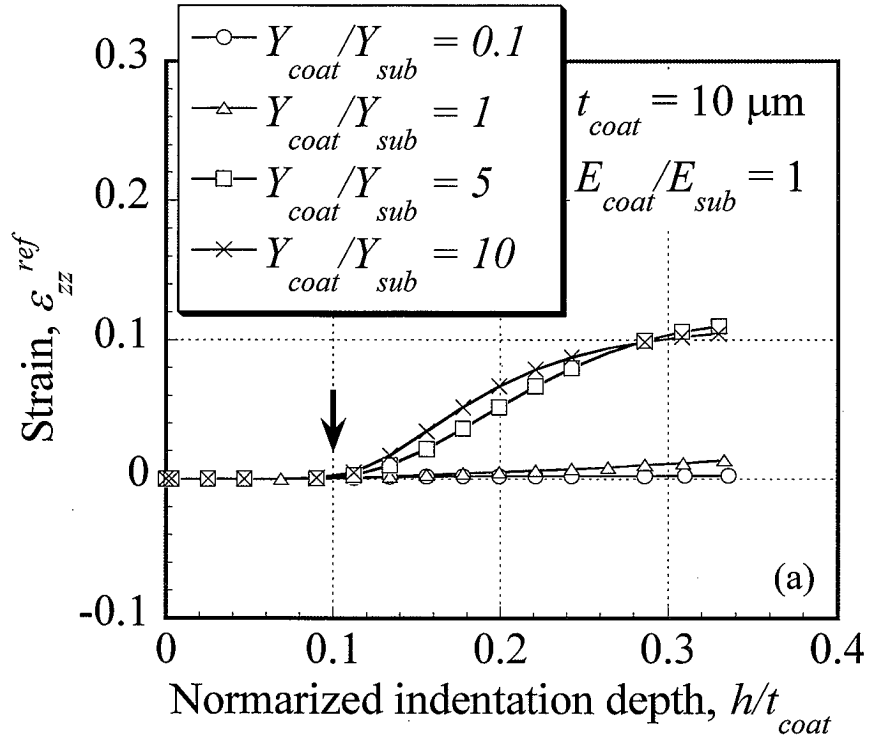 Y_coat/Y_sub = 0.1
Y_coat/Y_sub = 1
Y_coat/Y_sub = 5
Y_coat/Y_sub = 10
t_coat = 10 μm
E_coat/E_sub = 1
0.3
0.2
0.1
0
-0.1
Strain, ε_zz^ref
(a)
0 0.1 0.2 0.3 0.4
Normarized indentation depth, h/t_coat